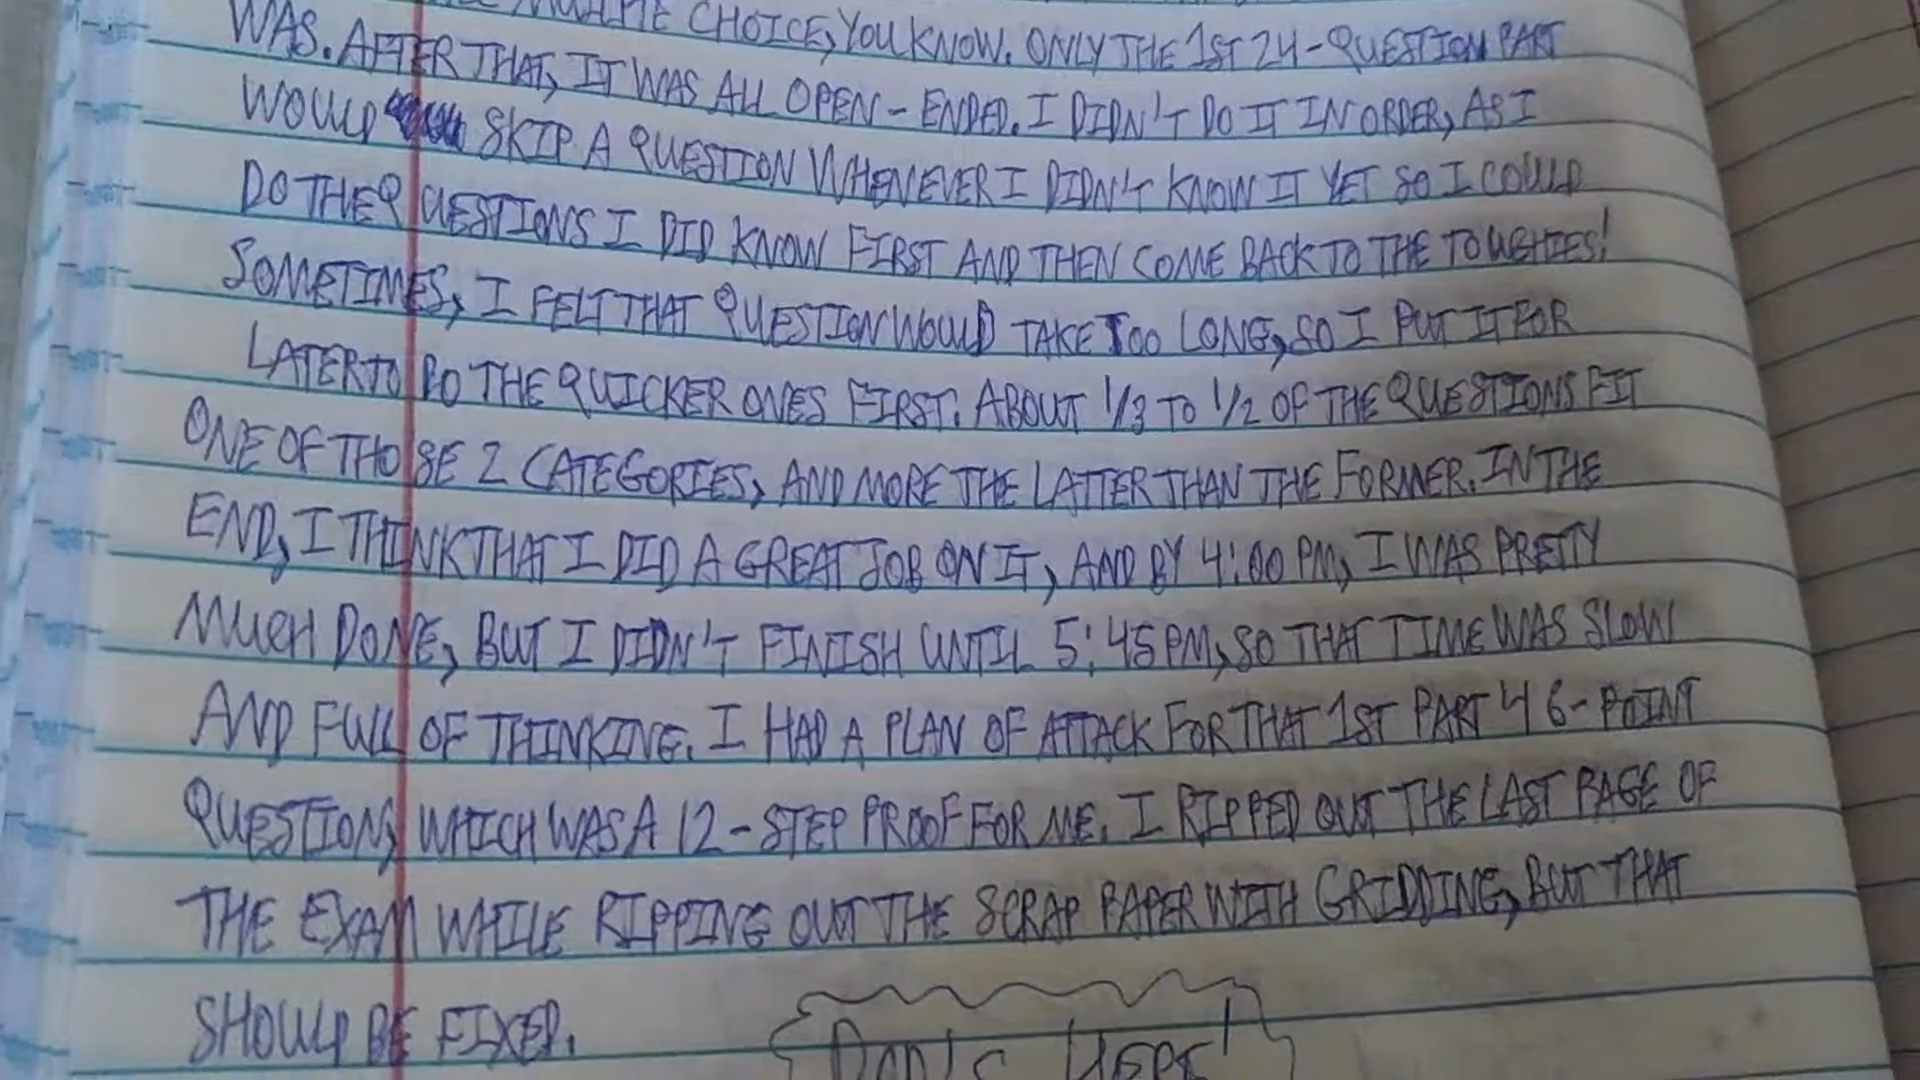 MULTIPLE CHOICE, YOU KNOW. ONLY THE 1ST 24-QUESTION PART
WAS. AFTER THAT, IT WAS ALL OPEN-ENDED. I DIDN'T DO IT IN ORDER, AS I
WOULD SKIP A QUESTION WHENEVER I DIDN'T KNOW IT YET SO I COULD
DO THE QUESTIONS I DID KNOW FIRST AND THEN COME BACK TO THE TOUGHIES!
SOMETIMES, I FELT THAT QUESTION WOULD TAKE TOO LONG, SO I PUT IT FOR
LATER TO DO THE QUICKER ONES FIRST. ABOUT 1/3 TO 1/2 OF THE QUESTIONS FIT
ONE OF THOSE 2 CATEGORIES, AND MORE THE LATTER THAN THE FORMER. IN THE
END, I THINK THAT I DID A GREAT JOB ON IT, AND BY 4:00 PM, I WAS PRETTY
MUCH DONE, BUT I DIDN'T FINISH UNTIL 5:45 PM, SO THAT TIME WAS SLOW
AND FULL OF THINKING. I HAD A PLAN OF ATTACK FOR THAT 1ST PART 4 6-POINT
QUESTION, WHICH WAS A 12-STEP PROOF FOR ME. I RIPPED OUT THE LAST PAGE OF
THE EXAM WHILE RIPPING OUT THE SCRAP PAPER WITH GRIDDING, BUT THAT
SHOULD BE FIXED.